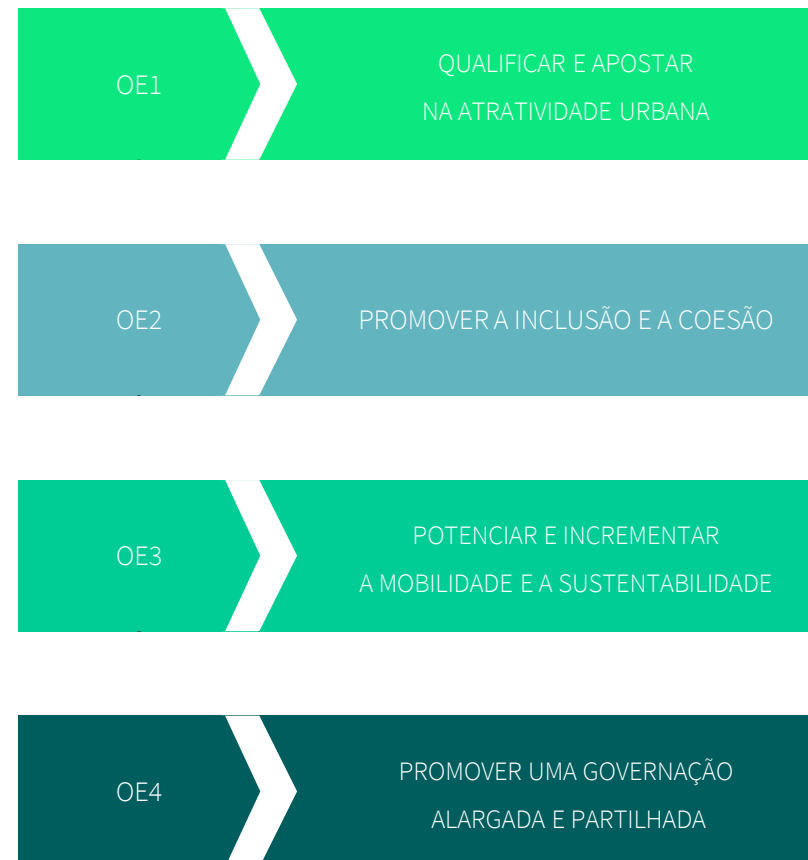 OE1
QUALIFICAR E APOSTAR
NA ATRATIVIDADE URBANA
OE2
PROMOVER A INCLUSÃO E A COESÃO
OE3
POTENCIAR E INCREMENTAR
A MOBILIDADE E A SUSTENTABILIDADE
OE4
PROMOVER UMA GOVERNAÇÃO
ALARGADA E PARTILHADA